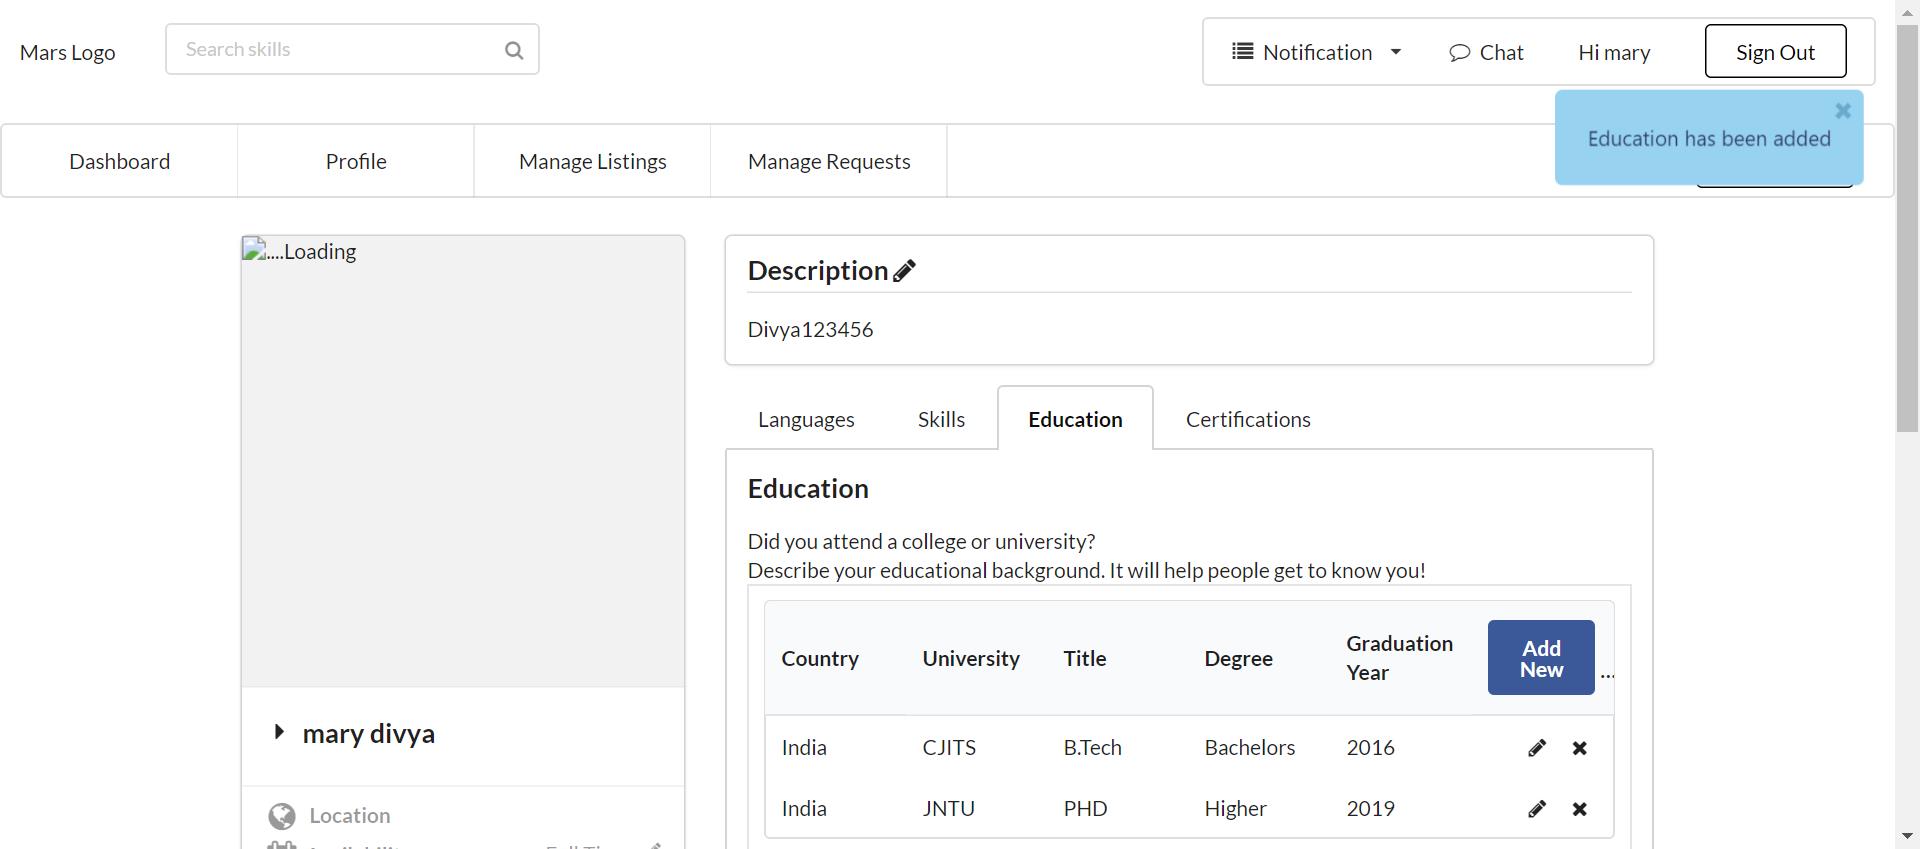 Mars Logo
Search skills
Notification
Chat
Hi mary
Sign Out
Education has been added
Dashboard
Profile
Manage Listings
Manage Requests
....Loading
mary divya
Location
Description
Divya123456
Languages
Skills
Education
Certifications
Education
Did you attend a college or university?
Describe your educational background. It will help people get to know you!
Country University Title Degree Graduation Year Add New ...
India CJITS B.Tech Bachelors 2016
India JNTU PHD Higher 2019